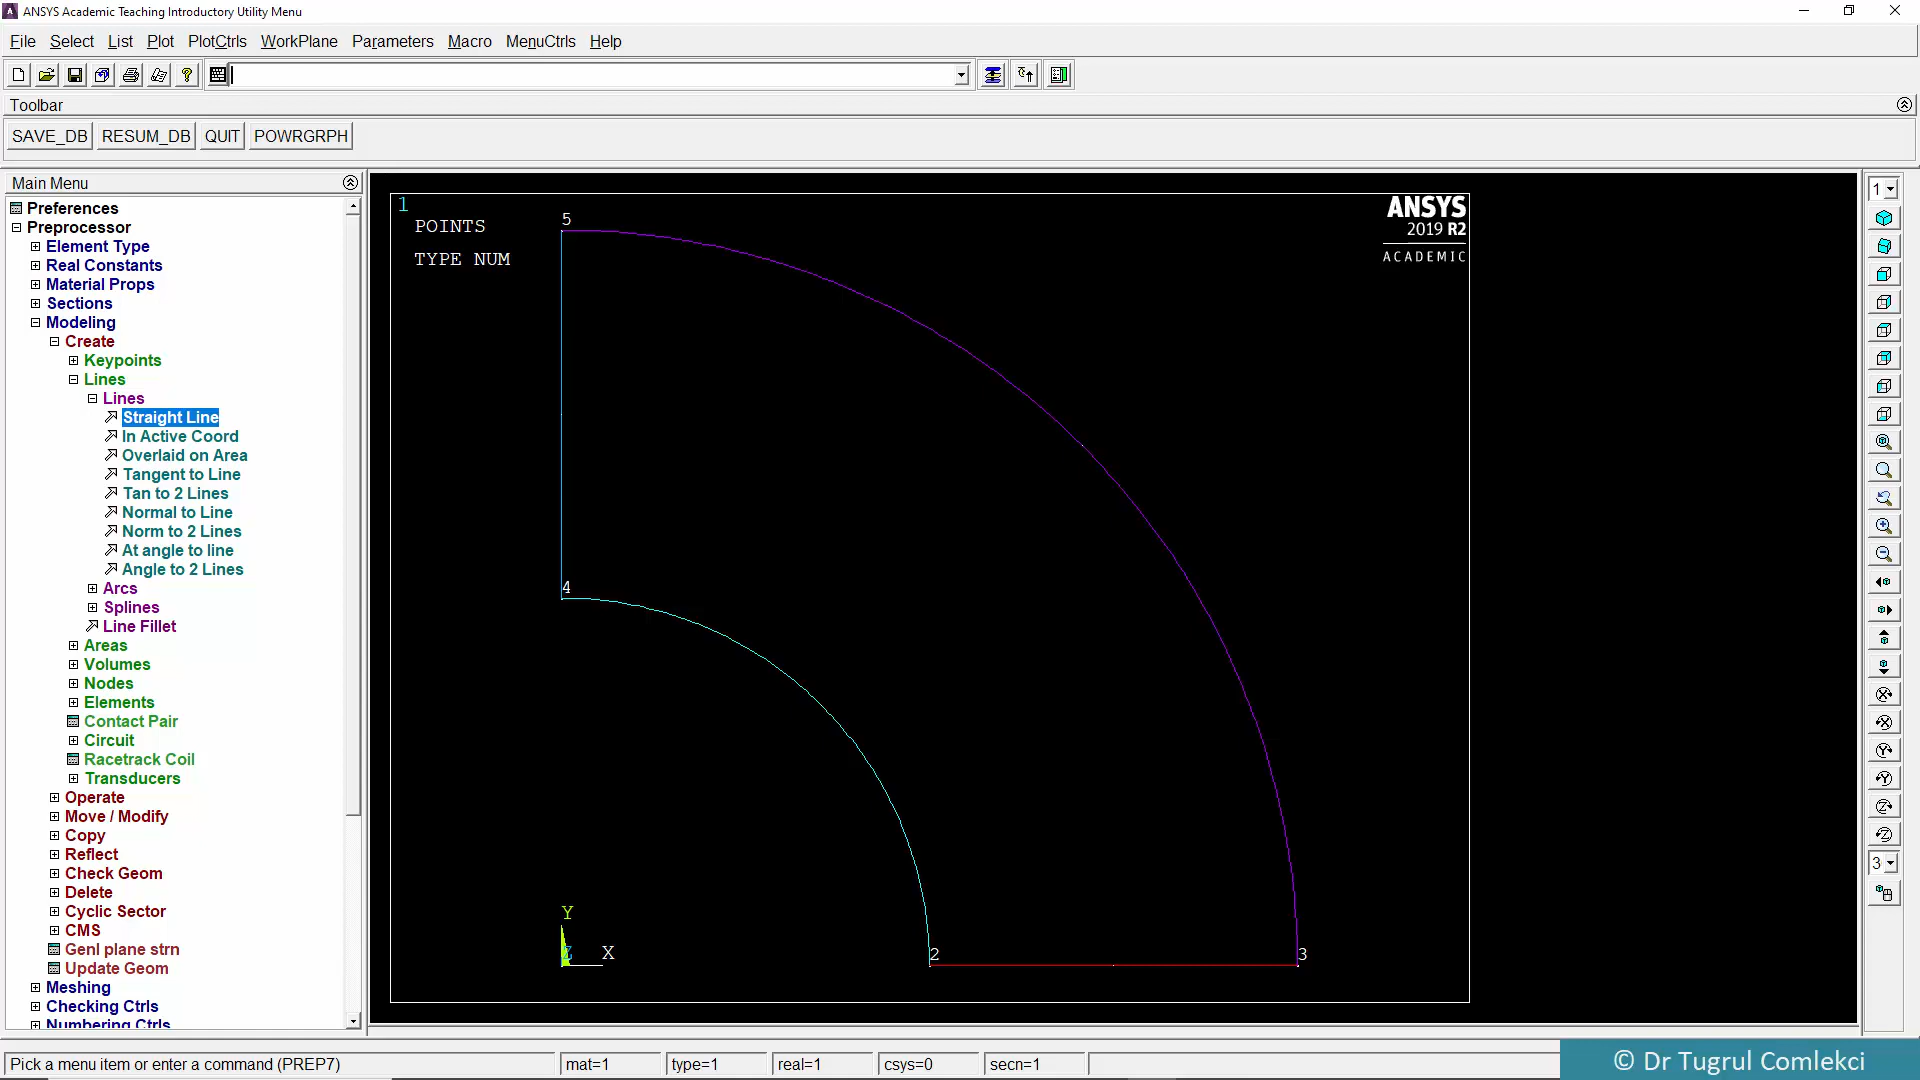 ANSYS Academic Teaching Introductory Utility Menu
File Select List Plot PlotCtrls WorkPlane Parameters Macro MenuCtrls Help
Toolbar
SAVE_DB RESUM_DB QUIT POWRGRPH
Main Menu
Preferences
Preprocessor
Element Type
Real Constants
Material Props
Sections
Modeling
Create
Keypoints
Lines
Lines
Straight Line
In Active Coord
Overlaid on Area
Tangent to Line
Tan to 2 Lines
Normal to Line
Norm to 2 Lines
At angle to line
Angle to 2 Lines
Arcs
Splines
Line Fillet
Areas
Volumes
Nodes
Elements
Contact Pair
Circuit
Racetrack Coil
Transducers
Operate
Move / Modify
Copy
Reflect
Check Geom
Delete
Cyclic Sector
CMS
Genl plane strn
Update Geom
Meshing
Checking Ctrls
Numbering Ctrls
1
POINTS
TYPE NUM
5
ANSYS
2019 R2
ACADEMIC
4
Y
Z X
2
3
1
3
Pick a menu item or enter a command (PREP7) mat=1 type=1 real=1 csys=0 secn=1
© Dr Tugrul Comlekci